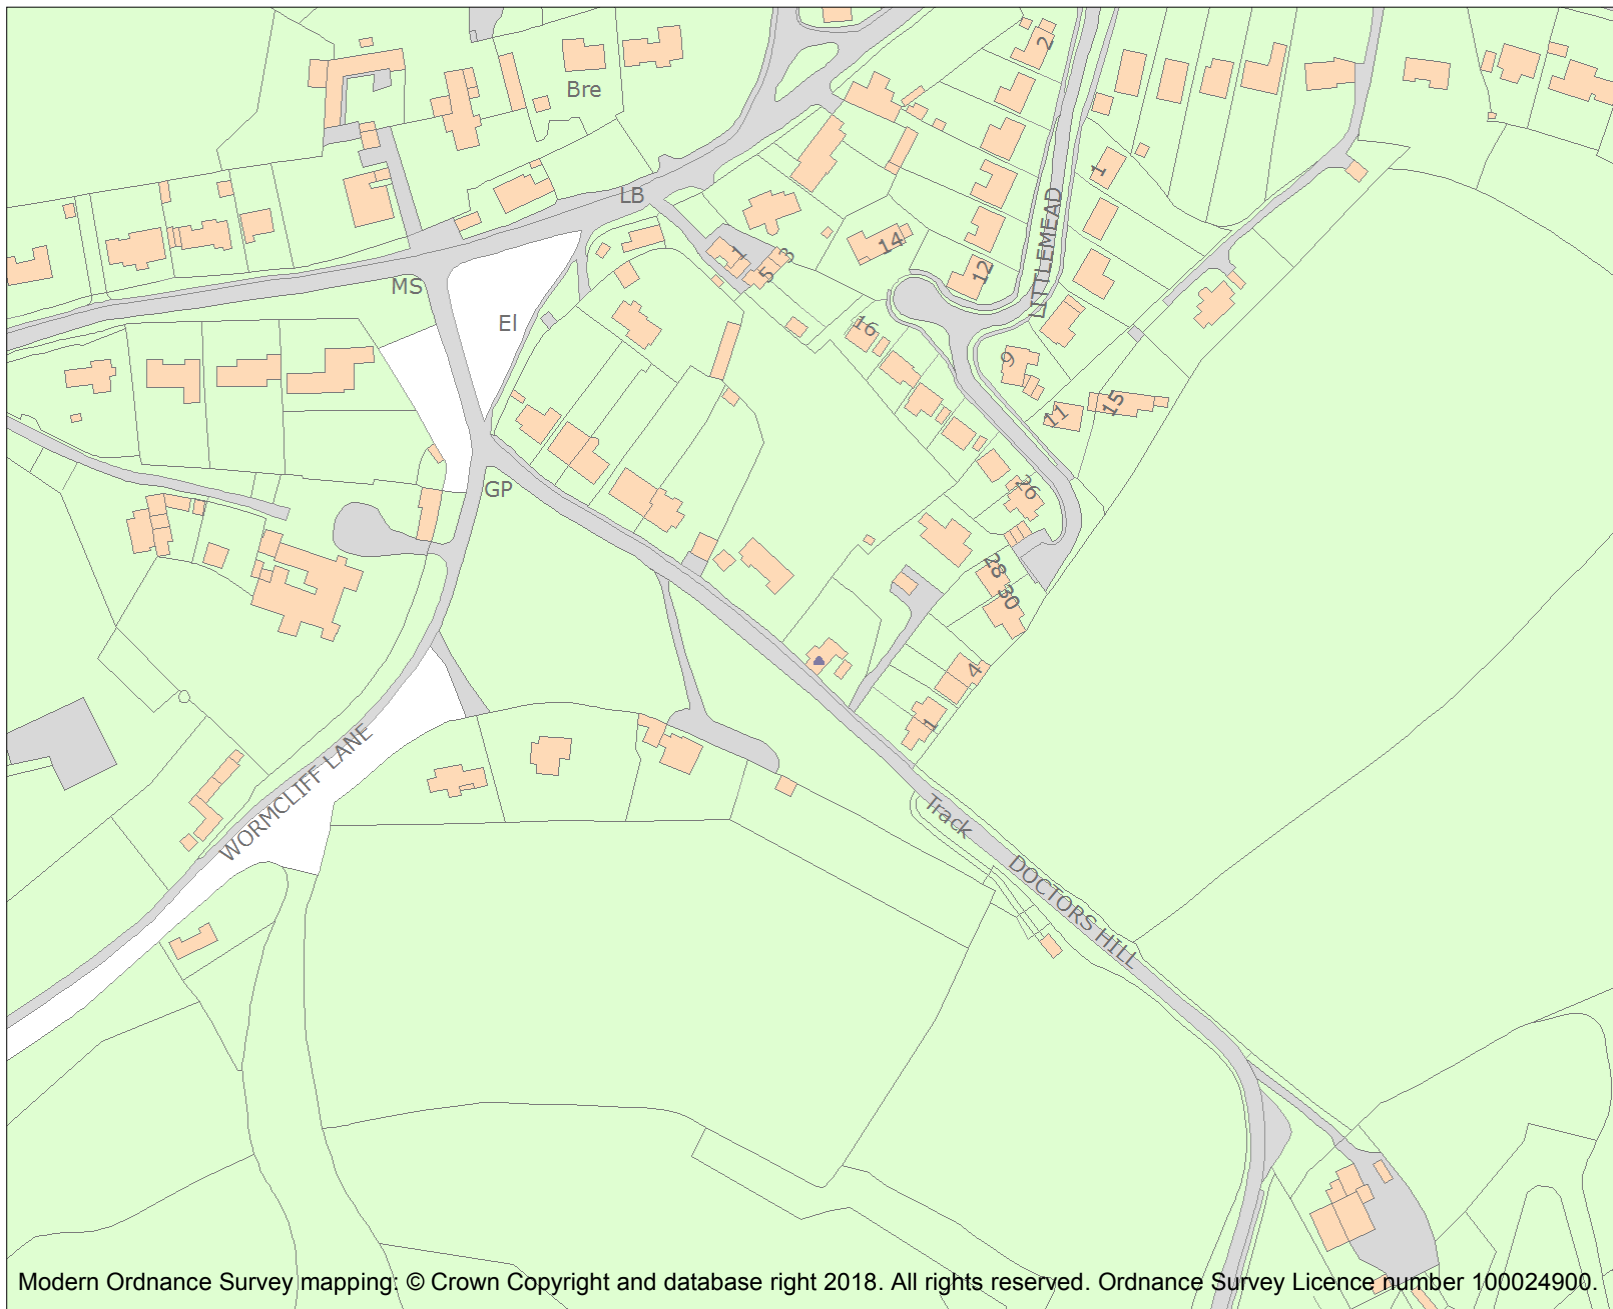 2
Bre
1
LB
LITTLEMEAD
14
1
3
5
12
MS
El
16
9
11
15
GP
26
28
30
4
1
WORMCLIFF LANE
Track
DOCTORS HILL
Modern Ordnance Survey mapping: © Crown Copyright and database right 2018. All rights reserved. Ordnance Survey Licence number 100024900.